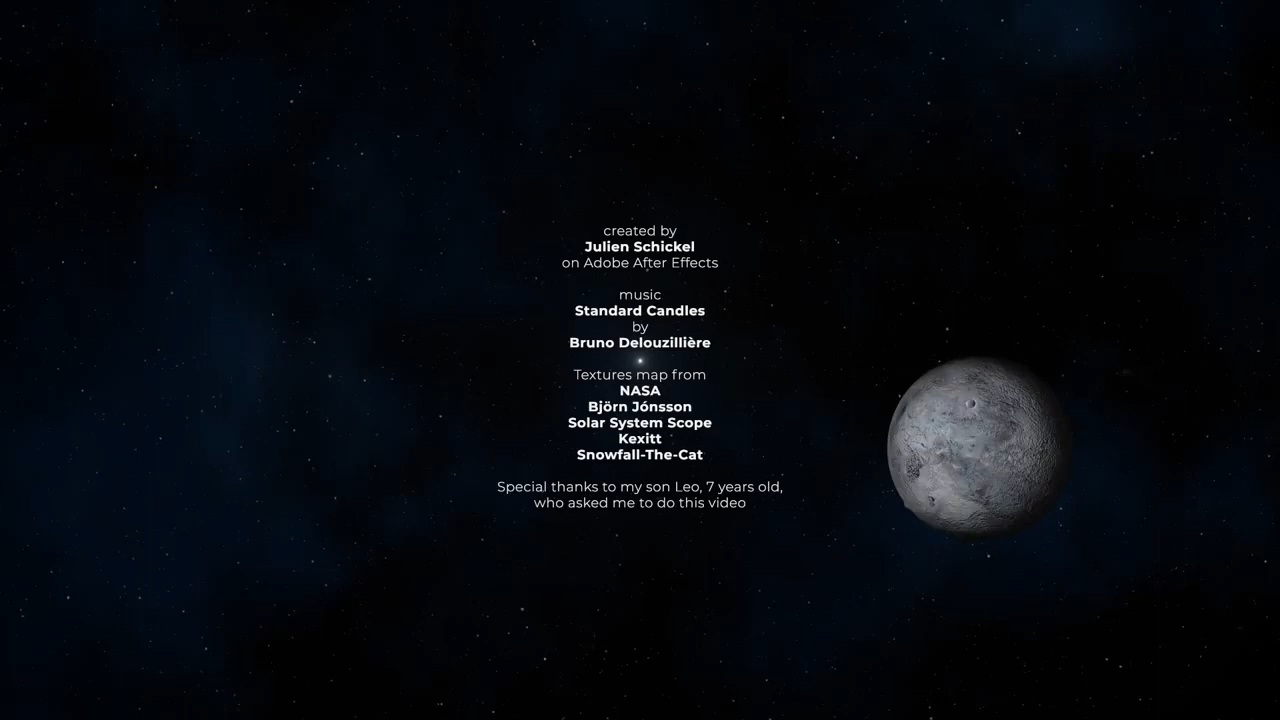 created by
Julien Schickel
on Adobe After Effects
music
Standard Candles
by
Bruno Delouzillière
Textures map from
NASA
Björn Jónsson
Solar System Scope
Kexitt
Snowfall-The-Cat
Special thanks to my son Leo, 7 years old,
who asked me to do this video